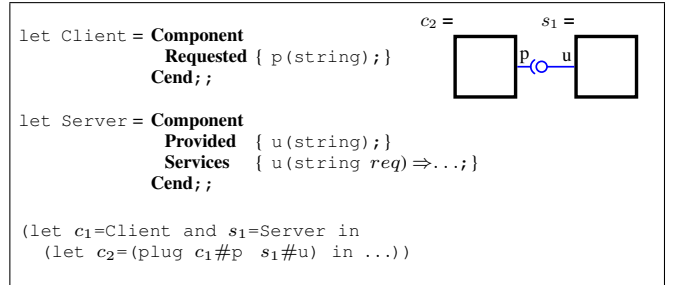 let Client = Component
Requested { p(string);}
Cend;;
c₂ = s₁ =
p u
let Server = Component
Provided { u(string);}
Services { u(string req)⇒...;}
Cend;;
(let c₁=Client and s₁=Server in
(let c₂=(plug c₁#p s₁#u) in ...))